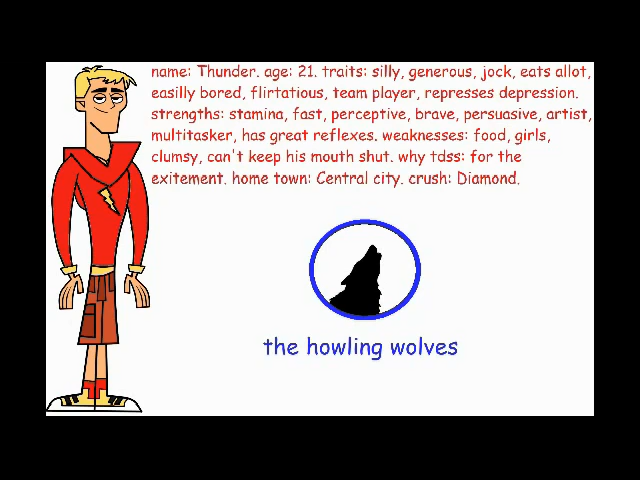 name: Thunder. age: 21. traits: silly, generous, jock, eats allot,
easilly bored, flirtatious, team player, represses depression.
strengths: stamina, fast, perceptive, brave, persuasive, artist,
multitasker, has great reflexes. weaknesses: food, girls,
clumsy, can't keep his mouth shut. why tdss: for the
exitement. home town: Central city. crush: Diamond.
the howling wolves